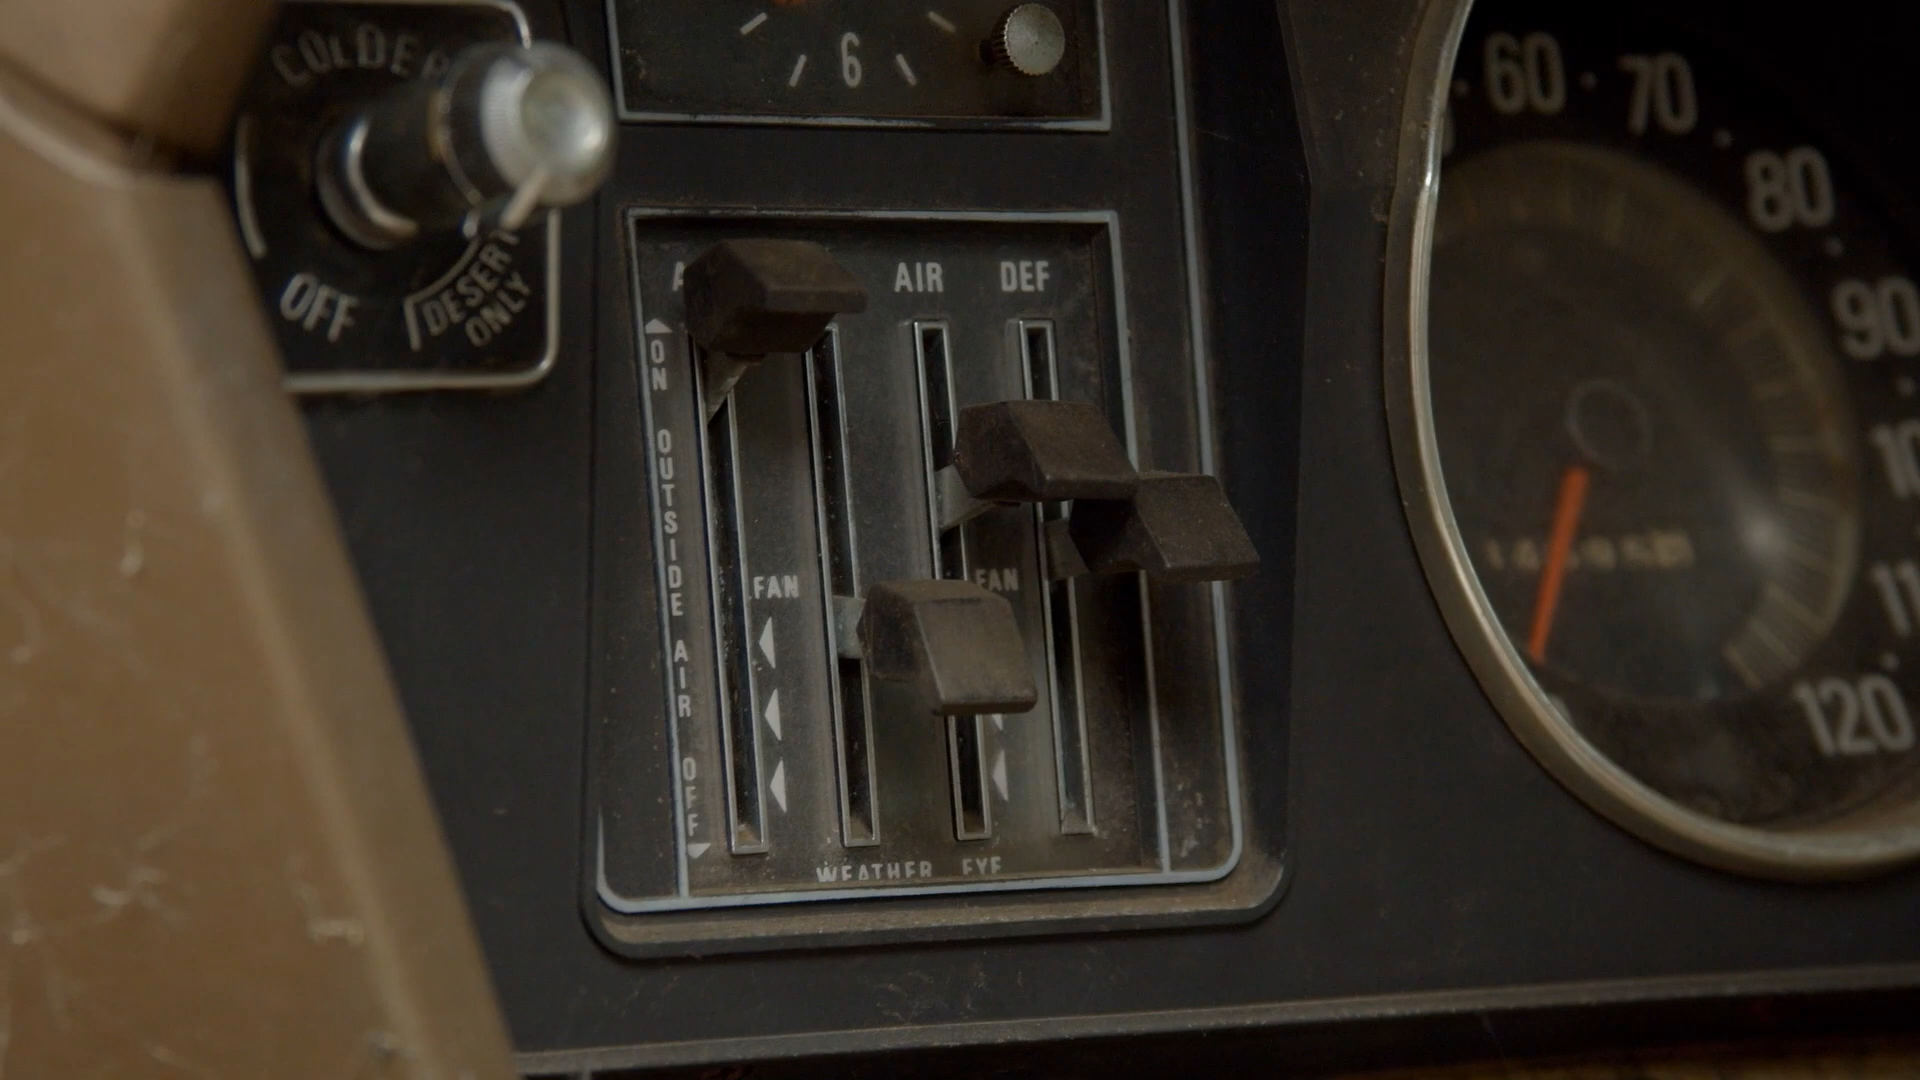 COLDER
OFF
DESERT
ONLY
6
60
70
80
90
120
AIR
DEF
ON
OUTSIDE AIR
OFF
FAN
FAN
WEATHER EYE